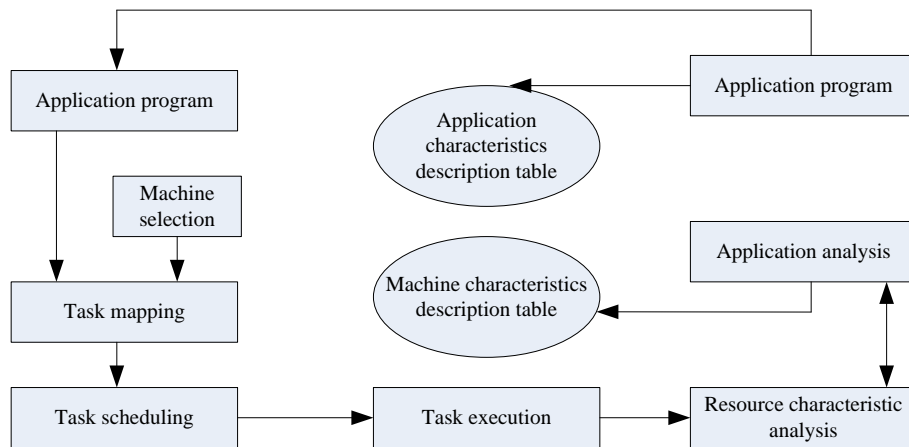 Application program
Application program
Application
characteristics
description table
Machine
selection
Application analysis
Machine characteristics
description table
Task mapping
Task scheduling
Task execution
Resource characteristic
analysis